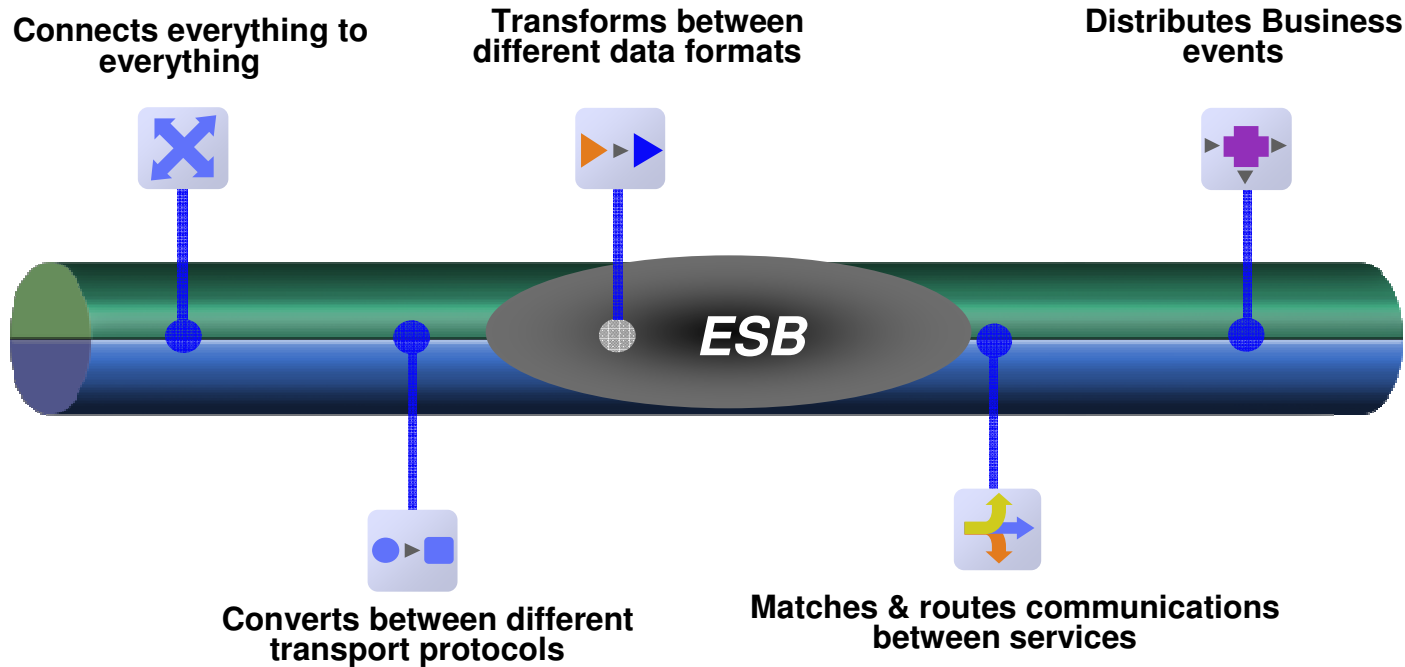 Connects everything to
everything
Transforms between
different data formats
Distributes Business
events
ESB
Converts between different
transport protocols
Matches & routes communications
between services